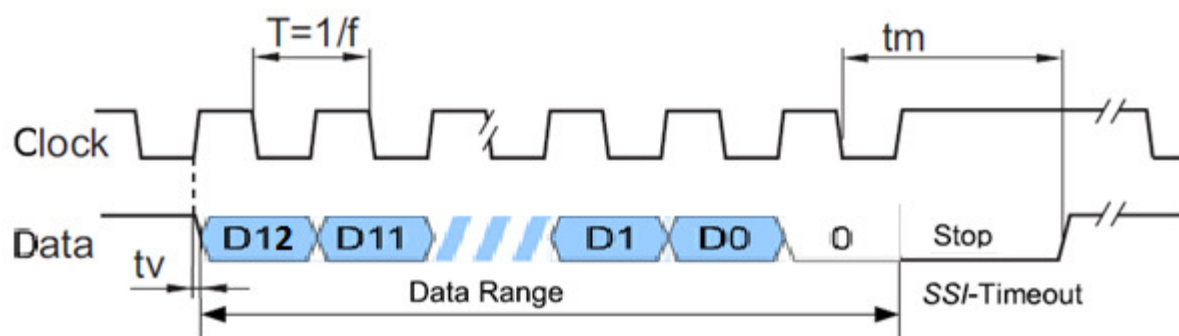 T=1/f
tm
Clock
Data
D12
D11
D1
D0
0
Stop
tv
Data Range
SSI-Timeout